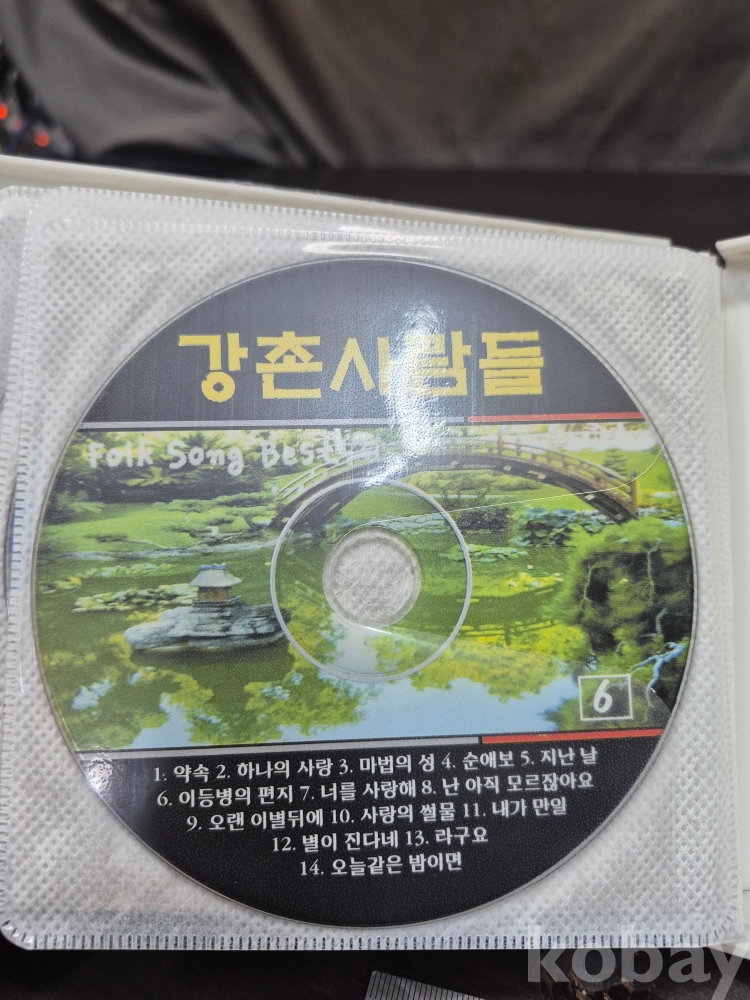 강촌사람들
Folk Song Best
6
1. 약속 2. 하나의 사랑 3. 마법의 성 4. 순애보 5. 지난 날
6. 이등병의 편지 7. 너를 사랑해 8. 난 아직 모르잖아요
9. 오랜 이별뒤에 10. 사랑의 썰물 11. 내가 만일
12. 별이 진다네 13. 라구요
14. 오늘같은 밤이면
kobay